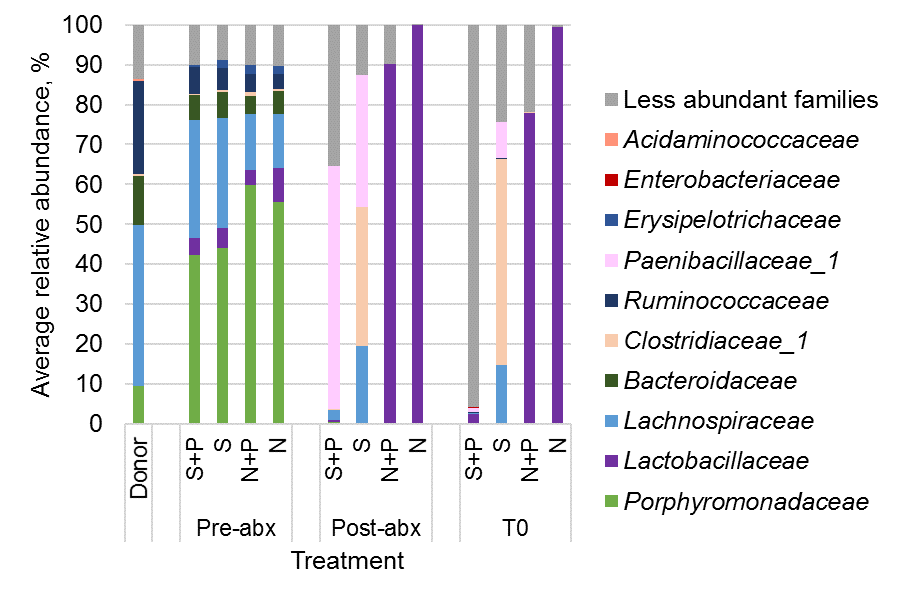 Average relative abundance, %
100
90
80
70
60
50
40
30
20
10
0
Donor
S+P
S
N+P
N
S+P
S
N+P
N
S+P
S
N+P
N
Pre-abx
Post-abx
T0
Treatment
Less abundant families
Acidaminococcaceae
Enterobacteriaceae
Erysipelotrichaceae
Paenibacillaceae_1
Ruminococcaceae
Clostridiaceae_1
Bacteroidaceae
Lachnospiraceae
Lactobacillaceae
Porphyromonadaceae